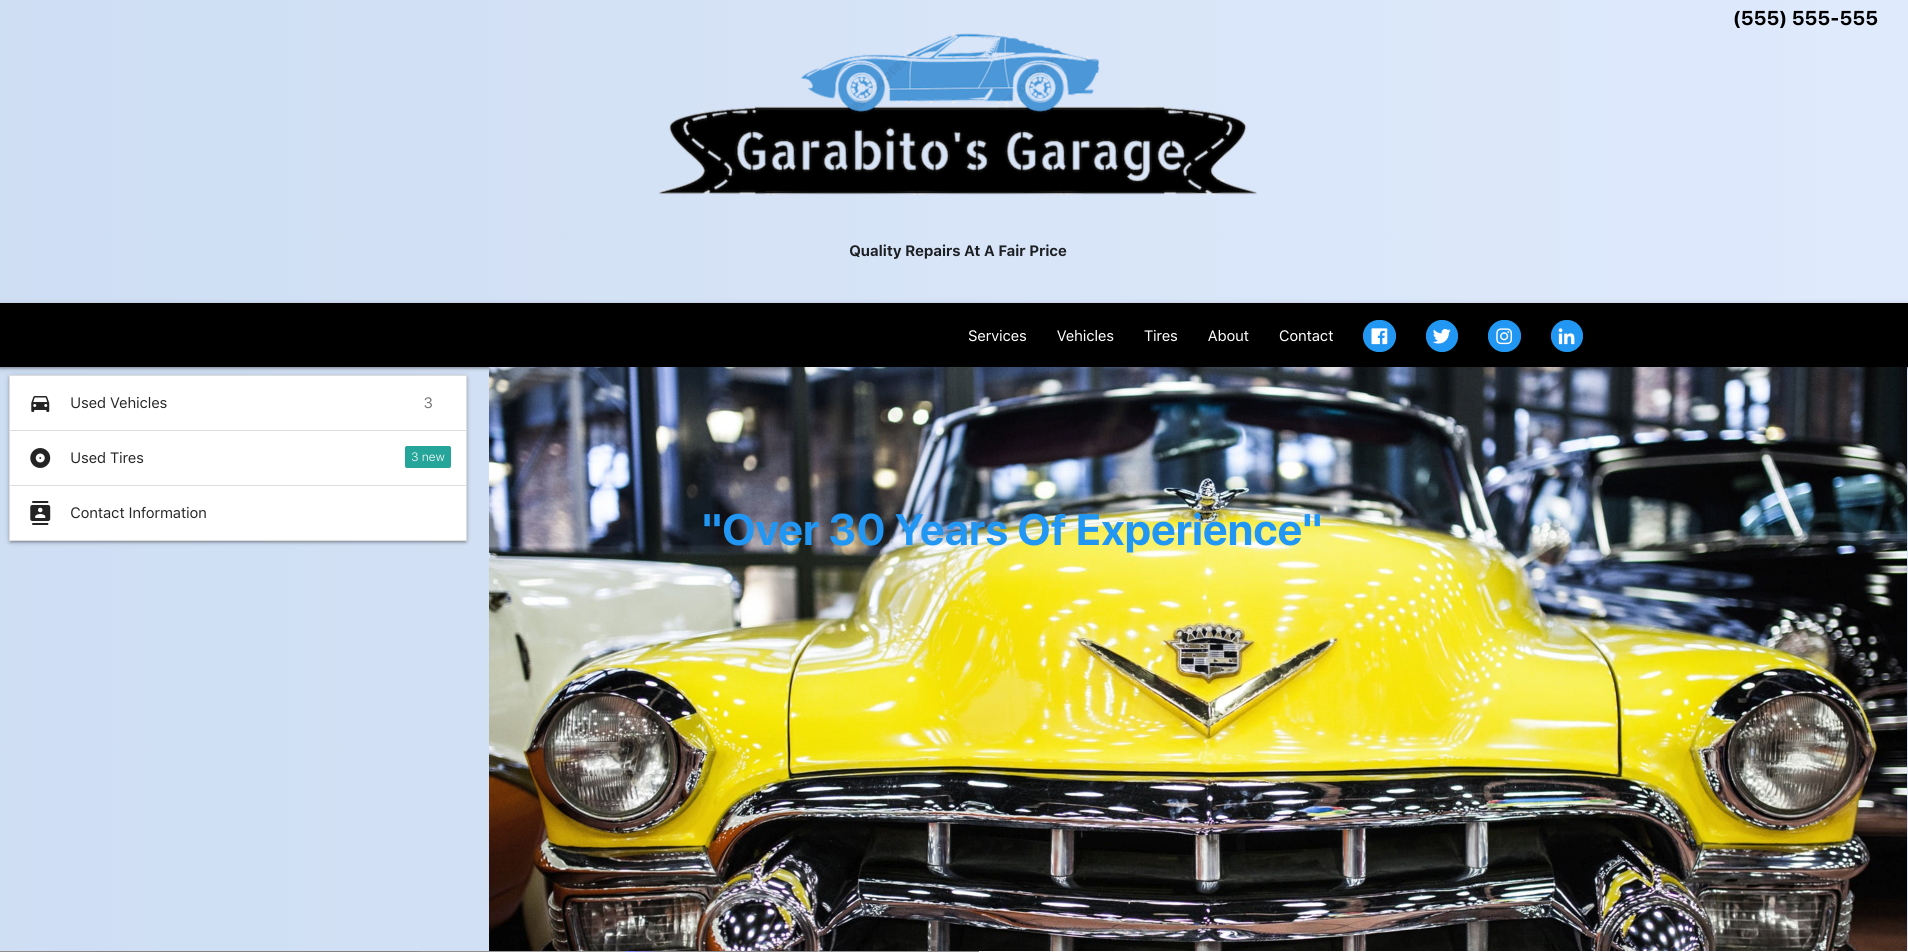 (555) 555-555
Garabito's Garage
Quality Repairs At A Fair Price
Services Vehicles Tires About Contact
Used Vehicles 3
Used Tires 3 new
Contact Information
"Over 30 Years Of Experience"